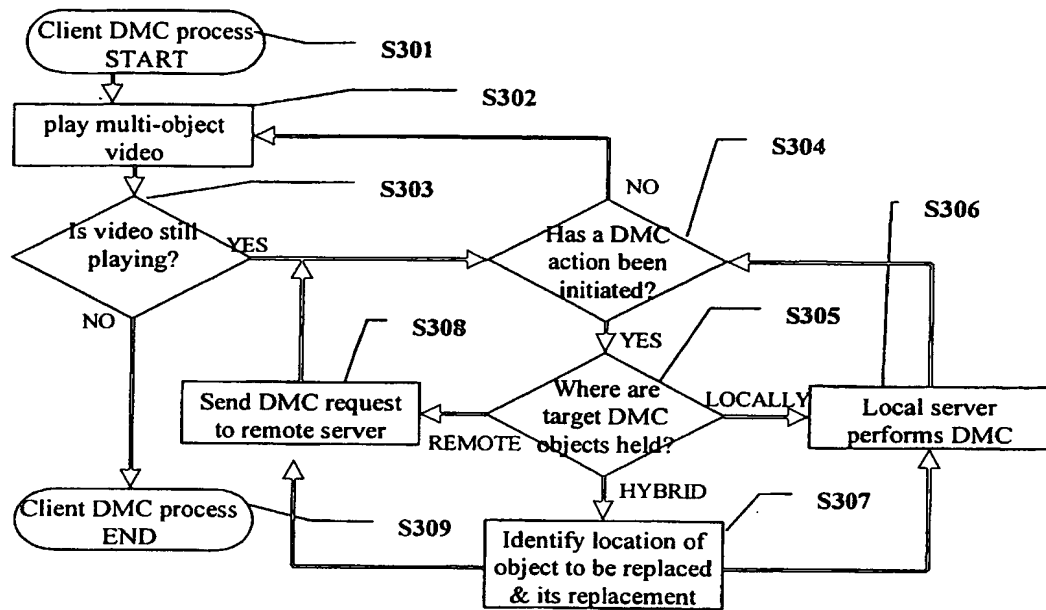 Client DMC process
START
S301
S302
play multi-object
video
S303
S304
NO
Is video still
playing?
YES
Has a DMC
action been
initiated?
S306
NO
S308
YES
S305
Send DMC request
to remote server
REMOTE
Where are
target DMC
objects held?
LOCALLY
Local server
performs DMC
HYBRID
S307
Client DMC process
END
S309
Identify location of
object to be replaced
& its replacement